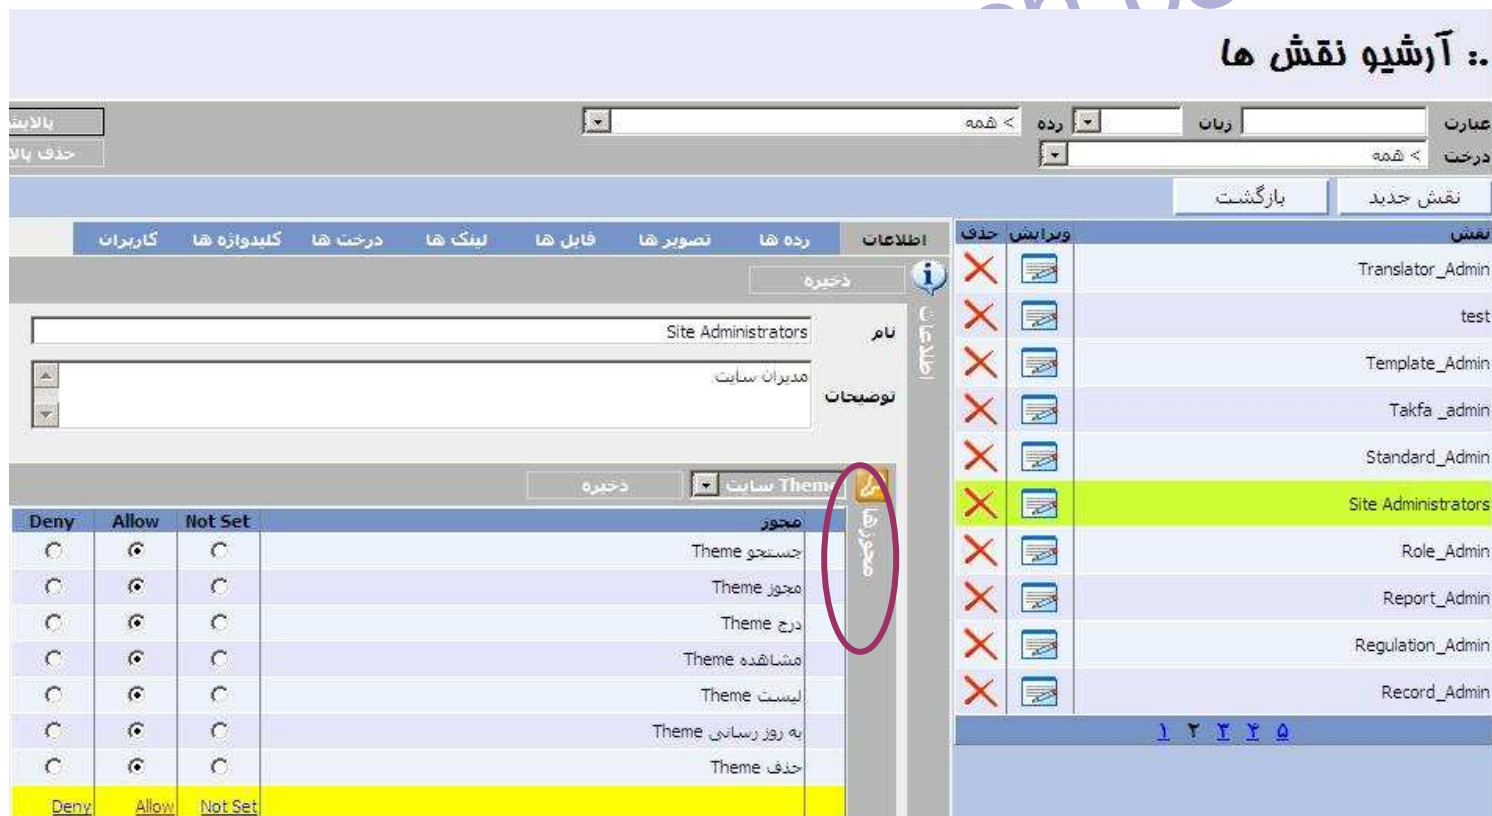 .: آرشیو نقش ها
عبارت زبان رده > همه
درخت > همه
نقش جدید بازگشت
نقش ویرایش حذف
Translator_Admin
test
Template_Admin
Takfa _admin
Standard_Admin
Site Administrators
Role_Admin
Report_Admin
Regulation_Admin
Record_Admin
۱ ۲ ۳ ۴ ۵
اطلاعات رده ها تصویر ها فایل ها لینک ها درخت ها کلیدواژه ها کاربران
ذخیره
اطلاعات
نام Site Administrators
توضیحات مدیران سایت
Theme سایت ذخیره
مجوزها
مجوز Not Set Allow Deny
جستجو Theme
مجوز Theme
درج Theme
مشاهده Theme
لیست Theme
به روز رسانی Theme
حذف Theme
Not Set Allow Deny